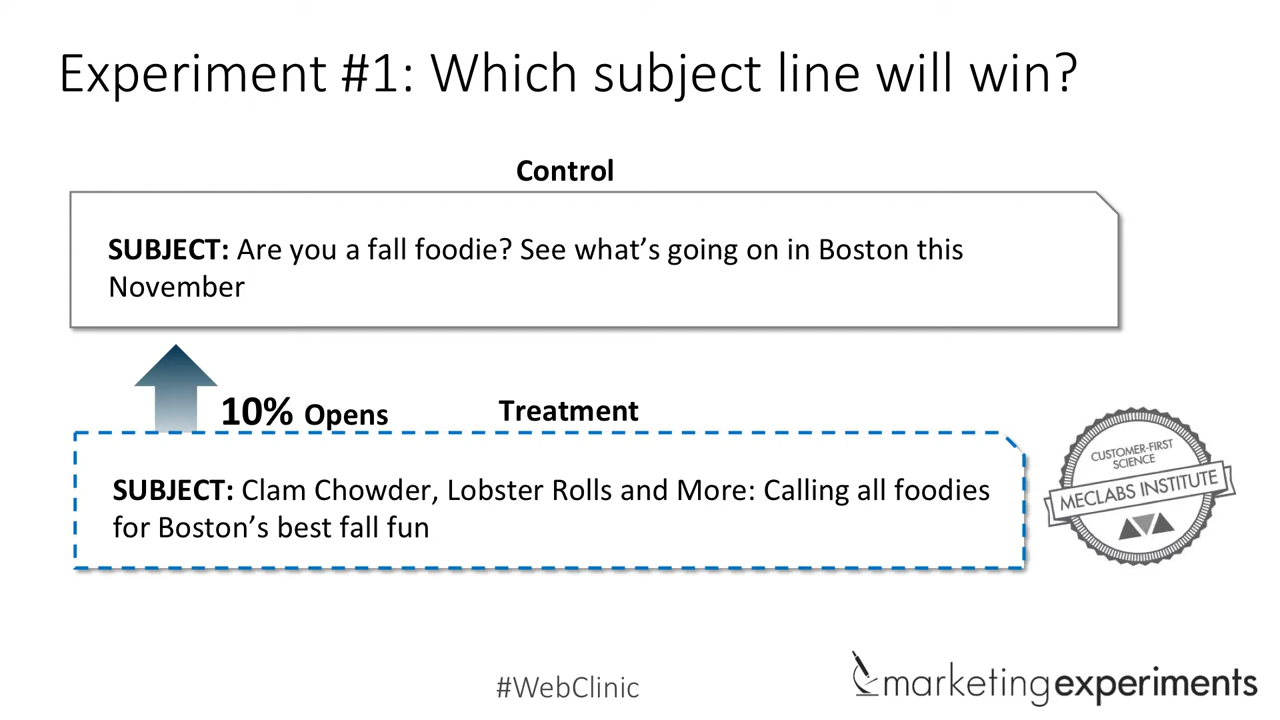 Experiment #1: Which subject line will win?
Control
SUBJECT: Are you a fall foodie? See what’s going on in Boston this
November
10% Opens
Treatment
SUBJECT: Clam Chowder, Lobster Rolls and More: Calling all foodies
for Boston’s best fall fun
CUSTOMER-FIRST
SCIENCE
MECLABS INSTITUTE
#WebClinic
marketingexperiments